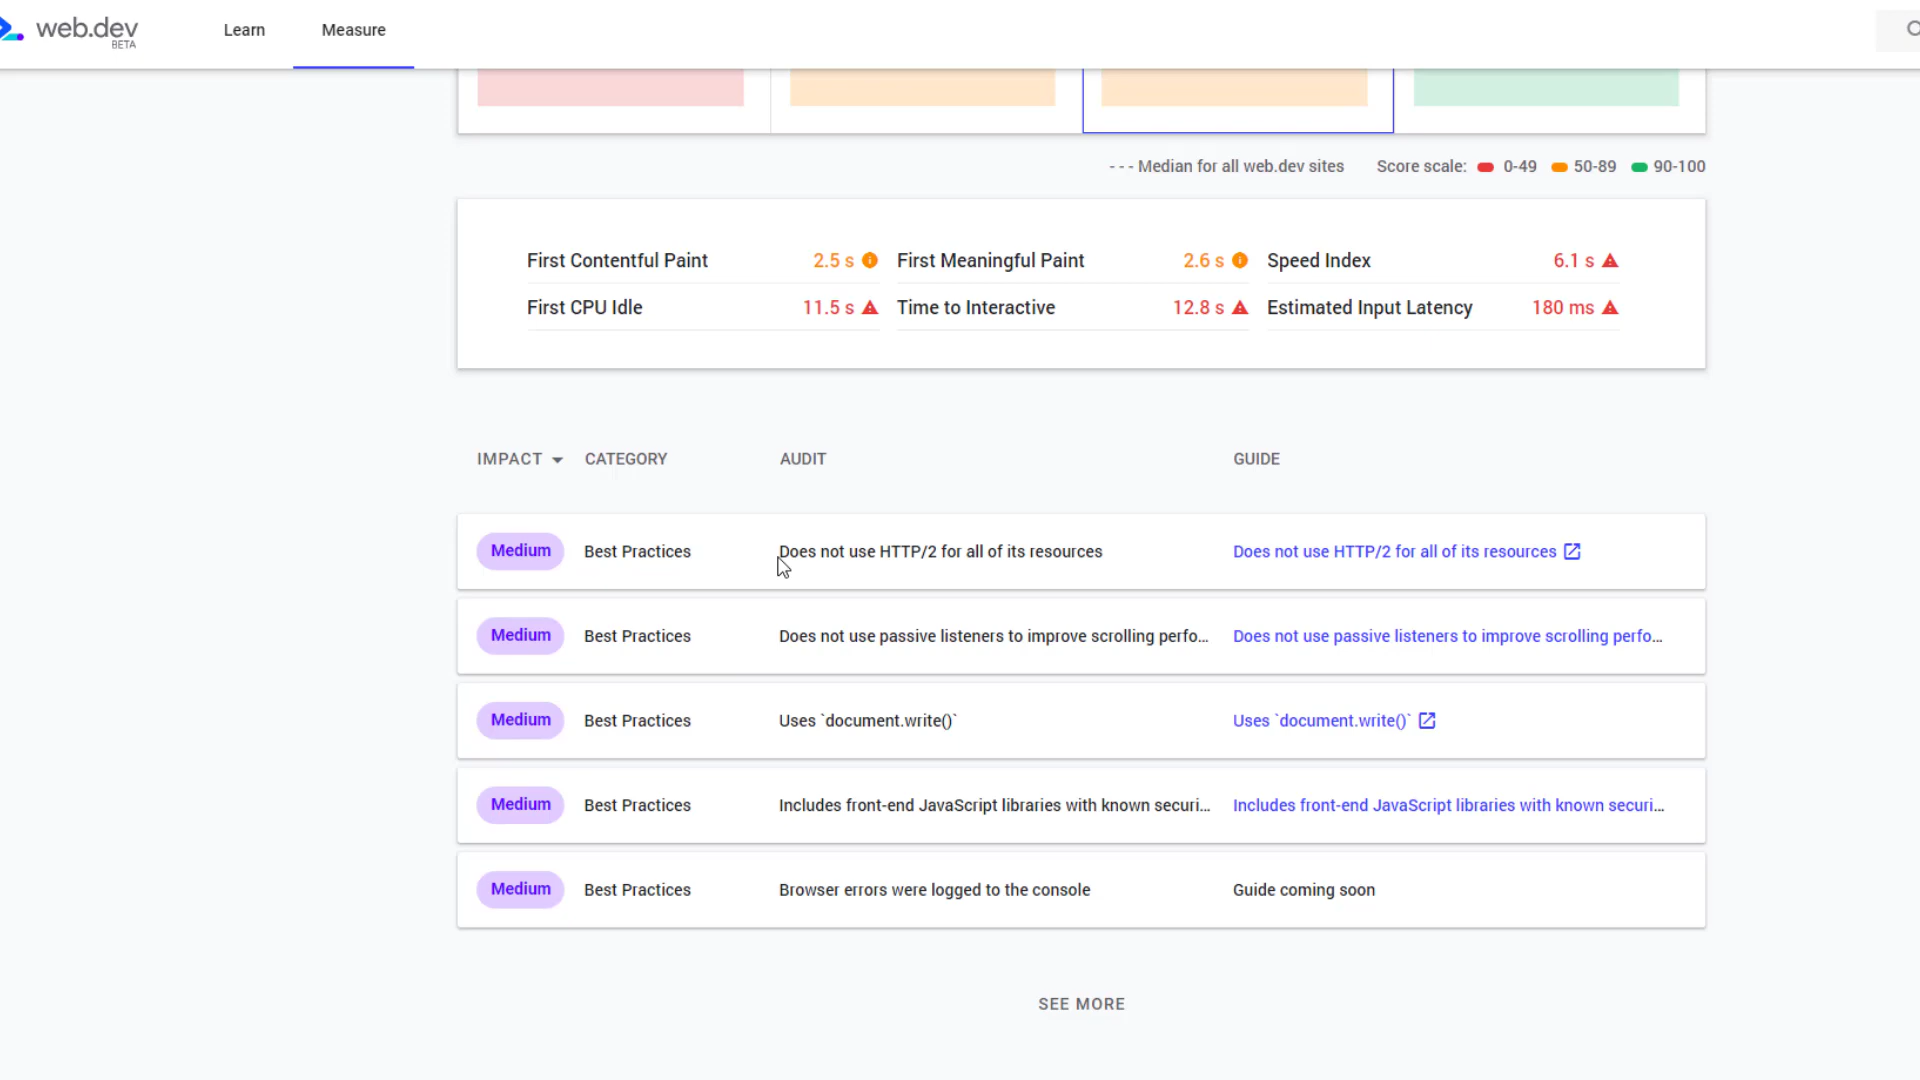 web.dev
BETA
Learn
Measure
- - - Median for all web.dev sites
Score scale: 0-49 50-89 90-100
First Contentful Paint 2.5 s
First Meaningful Paint 2.6 s
Speed Index 6.1 s
First CPU Idle 11.5 s
Time to Interactive 12.8 s
Estimated Input Latency 180 ms
IMPACT CATEGORY AUDIT GUIDE
Medium Best Practices Does not use HTTP/2 for all of its resources Does not use HTTP/2 for all of its resources
Medium Best Practices Does not use passive listeners to improve scrolling perfo... Does not use passive listeners to improve scrolling perfo...
Medium Best Practices Uses `document.write()` Uses `document.write()`
Medium Best Practices Includes front-end JavaScript libraries with known securi... Includes front-end JavaScript libraries with known securi...
Medium Best Practices Browser errors were logged to the console Guide coming soon
SEE MORE